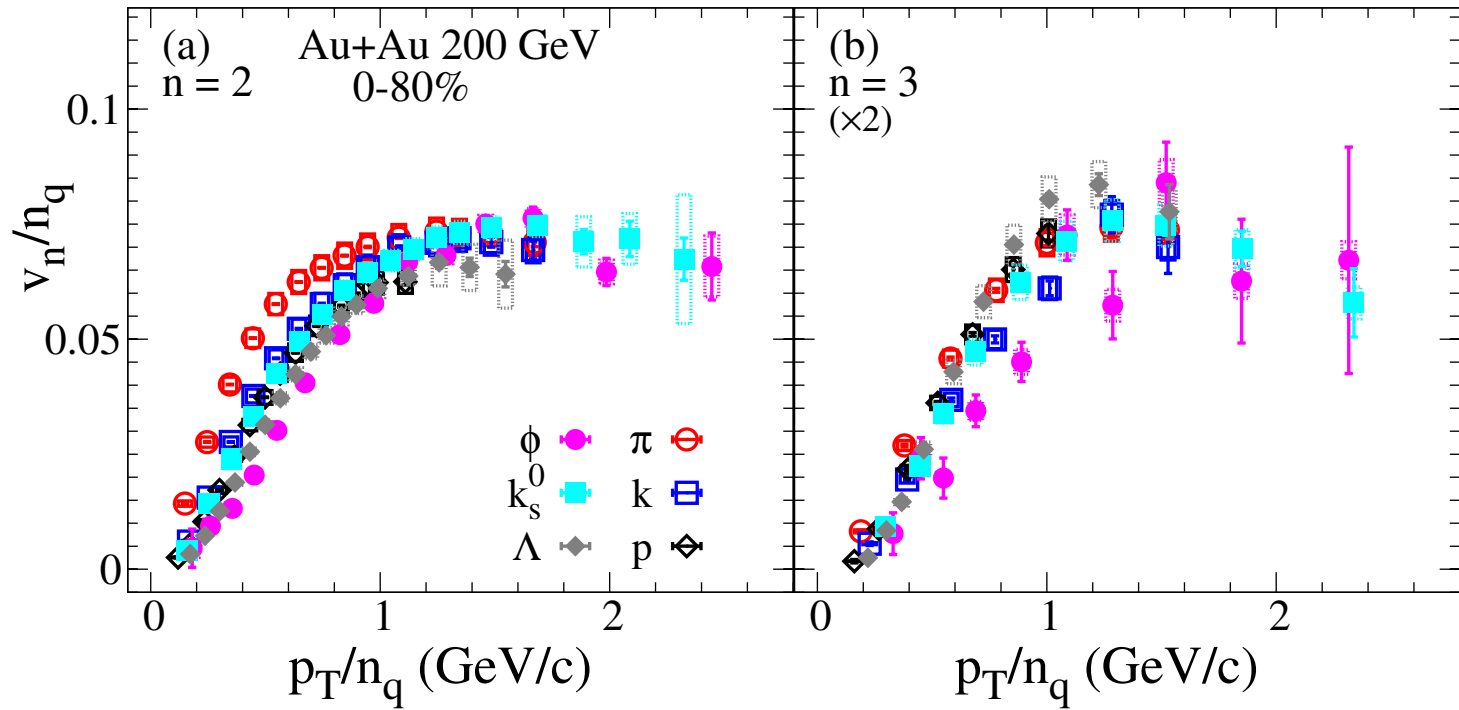 (a) Au+Au 200 GeV
n = 2 0-80%
(b)
n = 3
(×2)
v_n/n_q
0.1
0.05
0
ϕ π
k_s^0 k
Λ p
0 1 2
0 1 2
p_T/n_q (GeV/c)
p_T/n_q (GeV/c)